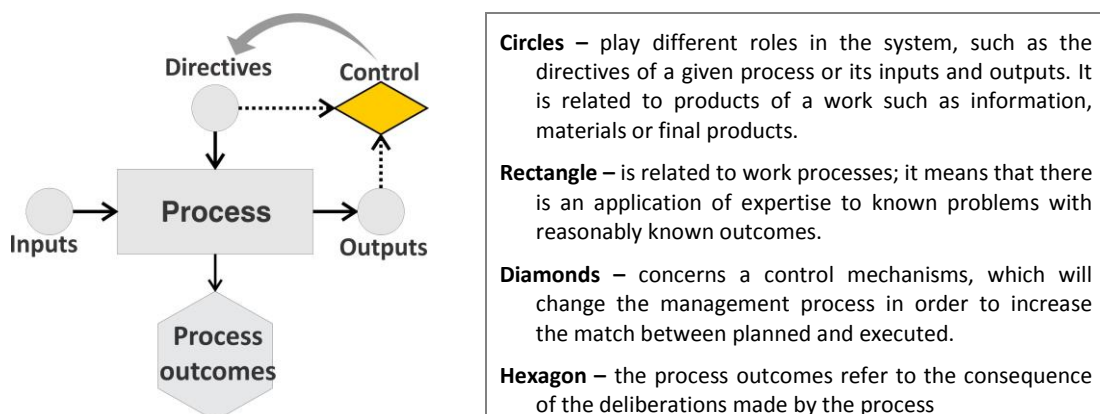 Directives
Control
Process
Inputs
Outputs
Process
outcomes
Circles – play different roles in the system, such as the
directives of a given process or its inputs and outputs. It
is related to products of a work such as information,
materials or final products.
Rectangle – is related to work processes; it means that there
is an application of expertise to known problems with
reasonably known outcomes.
Diamonds – concerns a control mechanisms, which will
change the management process in order to increase
the match between planned and executed.
Hexagon – the process outcomes refer to the consequence
of the deliberations made by the process